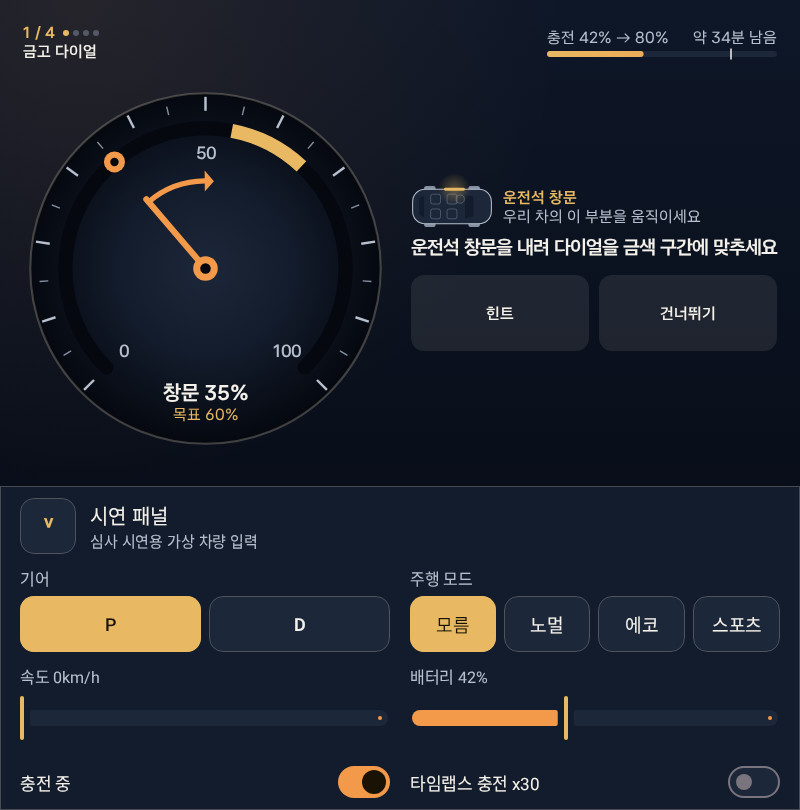 1 / 4
금고 다이얼
충전 42% → 80%
약 34분 남음
50
0
100
창문 35%
목표 60%
운전석 창문
우리 차의 이 부분을 움직이세요
운전석 창문을 내려 다이얼을 금색 구간에 맞추세요
힌트
건너뛰기
v
시연 패널
심사 시연용 가상 차량 입력
기어
P
D
주행 모드
모름
노멀
에코
스포츠
속도 0km/h
배터리 42%
충전 중
타임랩스 충전 x30